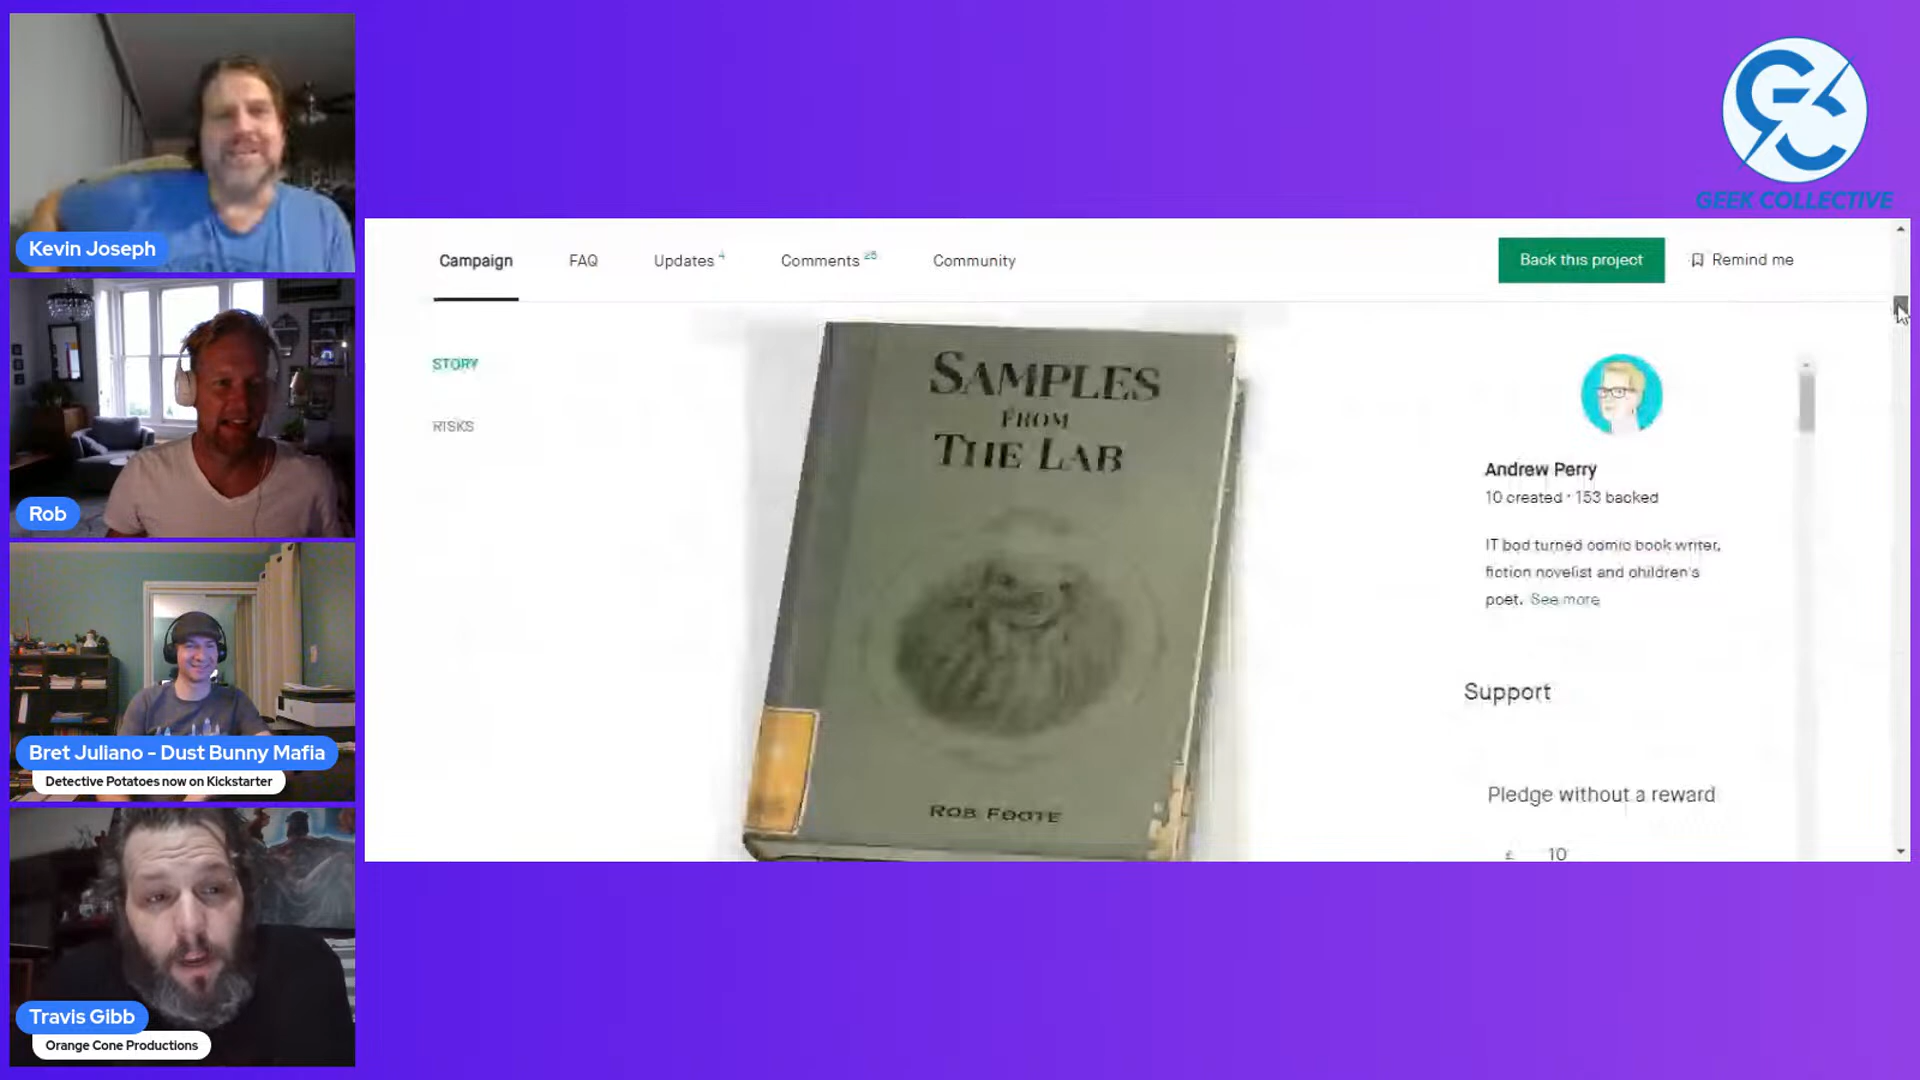 Kevin Joseph
Rob
Bret Juliano - Dust Bunny Mafia
Detective Potatoes now on Kickstarter
Travis Gibb
Orange Cone Productions
GEEK COLLECTIVE
Campaign
FAQ
Updates 4
Comments 25
Community
Back this project
Remind me
STORY
RISKS
SAMPLES
FROM
THE LAB
ROB FOOTE
Andrew Perry
10 created · 153 backed
IT bod turned comic book writer,
fiction novelist and children's
poet. See more
Support
Pledge without a reward
£ 10